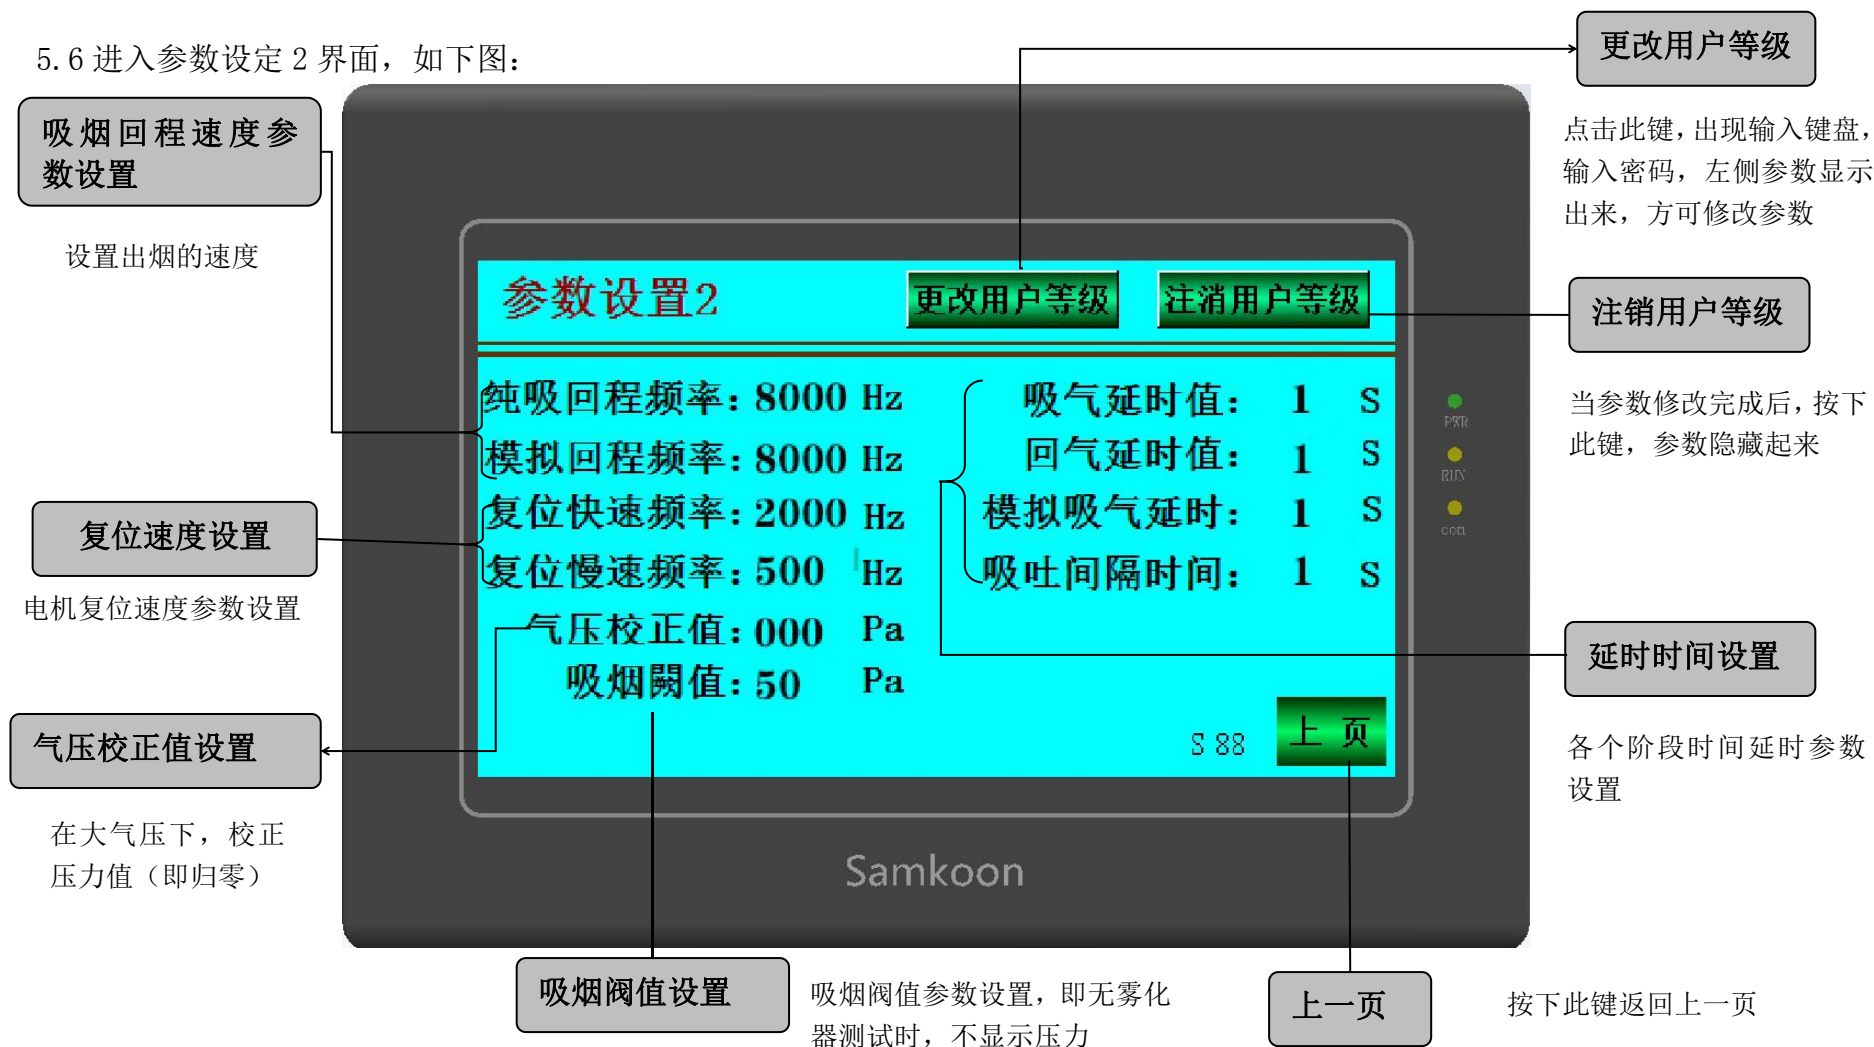 5.6 进入参数设定 2 界面，如下图：
更改用户等级
点击此键，出现输入键盘，
输入密码，左侧参数显示
出来，方可修改参数
吸烟回程速度参
数设置
设置出烟的速度
参数设置2
更改用户等级
注消用户等级
注销用户等级
当参数修改完成后，按下
此键，参数隐藏起来
纯吸回程频率：8000 Hz
吸气延时值： 1 S
模拟回程频率：8000 Hz
回气延时值： 1 S
复位快速频率：2000 Hz
模拟吸气延时： 1 S
复位慢速频率：500 Hz
吸吐间隔时间： 1 S
气压校正值：000 Pa
吸烟閾值：50 Pa
S 88
上 页
PWR
RUN
com
复位速度设置
电机复位速度参数设置
延时时间设置
各个阶段时间延时参数
设置
气压校正值设置
在大气压下，校正
压力值（即归零）
Samkoon
吸烟阀值设置
吸烟阀值参数设置，即无雾化
器测试时，不显示压力
上一页
按下此键返回上一页